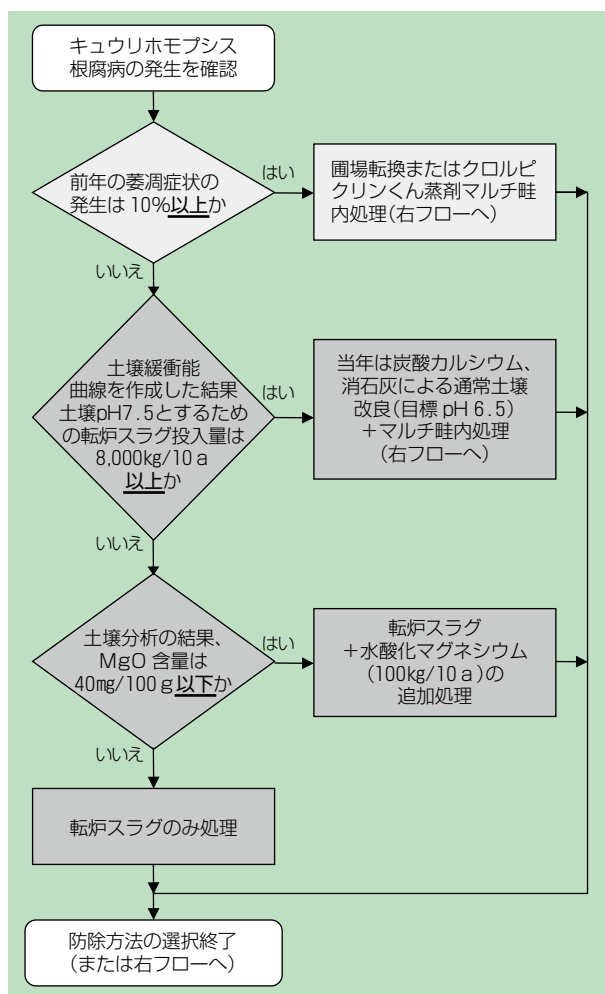 キュウリホモプシス
根腐病の発生を確認
前年の萎凋症状の
発生は10%以上か
はい
圃場転換またはクロルピ
クリンくん蒸剤マルチ畦
内処理(右フローへ)
いいえ
土壌緩衝能
曲線を作成した結果
土壌pH7.5とするため
の転炉スラグ投入量は
8,000kg/10a
以上か
はい
当年は炭酸カルシウム、
消石灰による通常土壌
改良(目標 pH 6.5)
+マルチ畦内処理
(右フローへ)
いいえ
土壌分析の結果、
MgO 含量は
40mg/100g以下か
はい
転炉スラグ
+水酸化マグネシウム
(100kg/10a)の
追加処理
いいえ
転炉スラグのみ処理
防除方法の選択終了
(または右フローへ)